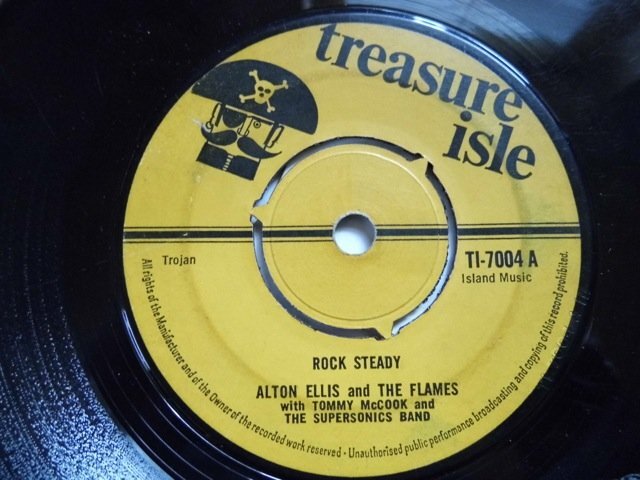 treasure
isle
Trojan
TI-7004 A
Island Music
ROCK STEADY
ALTON ELLIS and THE FLAMES
with TOMMY McCOOK and
THE SUPERSONICS BAND
All rights of the Manufacturer and of the Owner of the recorded work reserved - Unauthorised public performance broadcasting and copying of this record prohibited.